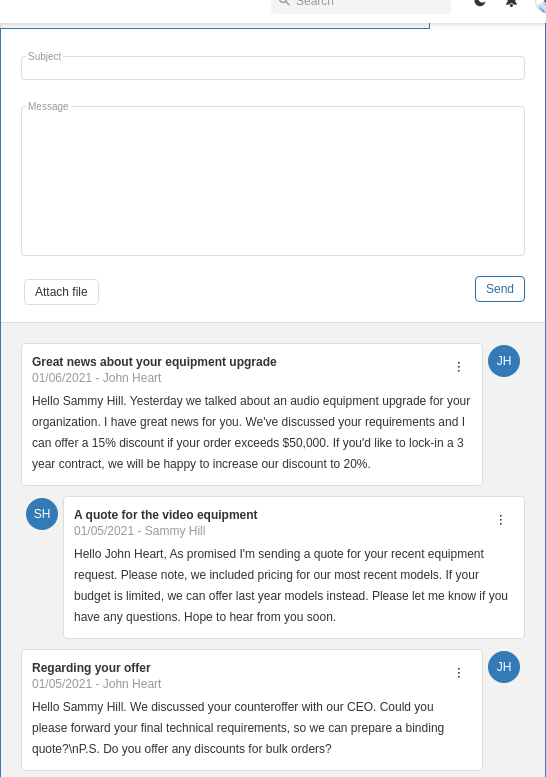 Search
Subject
Message
Attach file
Send
Great news about your equipment upgrade
01/06/2021 - John Heart
Hello Sammy Hill. Yesterday we talked about an audio equipment upgrade for your
organization. I have great news for you. We've discussed your requirements and I
can offer a 15% discount if your order exceeds $50,000. If you'd like to lock-in a 3
year contract, we will be happy to increase our discount to 20%.
JH
SH
A quote for the video equipment
01/05/2021 - Sammy Hill
Hello John Heart, As promised I'm sending a quote for your recent equipment
request. Please note, we included pricing for our most recent models. If your
budget is limited, we can offer last year models instead. Please let me know if you
have any questions. Hope to hear from you soon.
Regarding your offer
01/05/2021 - John Heart
Hello Sammy Hill. We discussed your counteroffer with our CEO. Could you
please forward your final technical requirements, so we can prepare a binding
quote?\nP.S. Do you offer any discounts for bulk orders?
JH